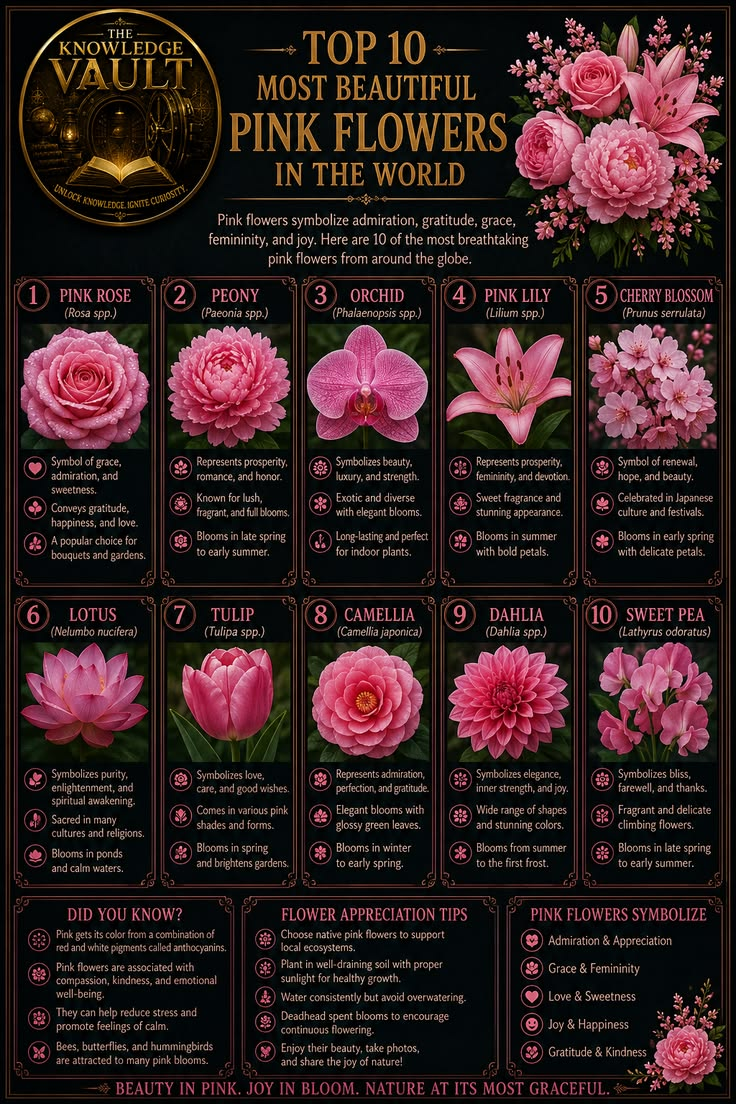 THE
KNOWLEDGE
VAULT
UNLOCK KNOWLEDGE. IGNITE CURIOSITY.
TOP 10
MOST BEAUTIFUL
PINK FLOWERS
IN THE WORLD
Pink flowers symbolize admiration, gratitude, grace,
femininity, and joy. Here are 10 of the most breathtaking
pink flowers from around the globe.
1 PINK ROSE
(Rosa spp.)
Symbol of grace,
admiration, and
sweetness.
Conveys gratitude,
happiness, and love.
A popular choice for
bouquets and gardens.
2 PEONY
(Paeonia spp.)
Represents prosperity,
romance, and honor.
Known for lush,
fragrant, and full blooms.
Blooms in late spring
to early summer.
3 ORCHID
(Phalaenopsis spp.)
Symbolizes beauty,
luxury, and strength.
Exotic and diverse
with elegant blooms.
Long-lasting and perfect
for indoor plants.
4 PINK LILY
(Lilium spp.)
Represents prosperity,
femininity, and devotion.
Sweet fragrance and
stunning appearance.
Blooms in summer
with bold petals.
5 CHERRY BLOSSOM
(Prunus serrulata)
Symbol of renewal,
hope, and beauty.
Celebrated in Japanese
culture and festivals.
Blooms in early spring
with delicate petals.
6 LOTUS
(Nelumbo nucifera)
Symbolizes purity,
enlightenment, and
spiritual awakening.
Sacred in many
cultures and religions.
Blooms in ponds
and calm waters.
7 TULIP
(Tulipa spp.)
Symbolizes love,
care, and good wishes.
Comes in various pink
shades and forms.
Blooms in spring
and brightens gardens.
8 CAMELLIA
(Camellia japonica)
Represents admiration,
perfection, and gratitude.
Elegant blooms with
glossy green leaves.
Blooms in winter
to early spring.
9 DAHLIA
(Dahlia spp.)
Symbolizes elegance,
inner strength, and joy.
Wide range of shapes
and stunning colors.
Blooms from summer
to the first frost.
10 SWEET PEA
(Lathyrus odoratus)
Symbolizes bliss,
farewell, and thanks.
Fragrant and delicate
climbing flowers.
Blooms in late spring
to early summer.
DID YOU KNOW?
Pink gets its color from a combination of
red and white pigments called anthocyanins.
Pink flowers are associated with
compassion, kindness, and emotional
well-being.
They can help reduce stress and
promote feelings of calm.
Bees, butterflies, and hummingbirds
are attracted to many pink blooms.
FLOWER APPRECIATION TIPS
Choose native pink flowers to support
local ecosystems.
Plant in well-draining soil with proper
sunlight for healthy growth.
Water consistently but avoid overwatering.
Deadhead spent blooms to encourage
continuous flowering.
Enjoy their beauty, take photos,
and share the joy of nature!
PINK FLOWERS SYMBOLIZE
Admiration & Appreciation
Grace & Femininity
Love & Sweetness
Joy & Happiness
Gratitude & Kindness
BEAUTY IN PINK. JOY IN BLOOM. NATURE AT ITS MOST GRACEFUL.